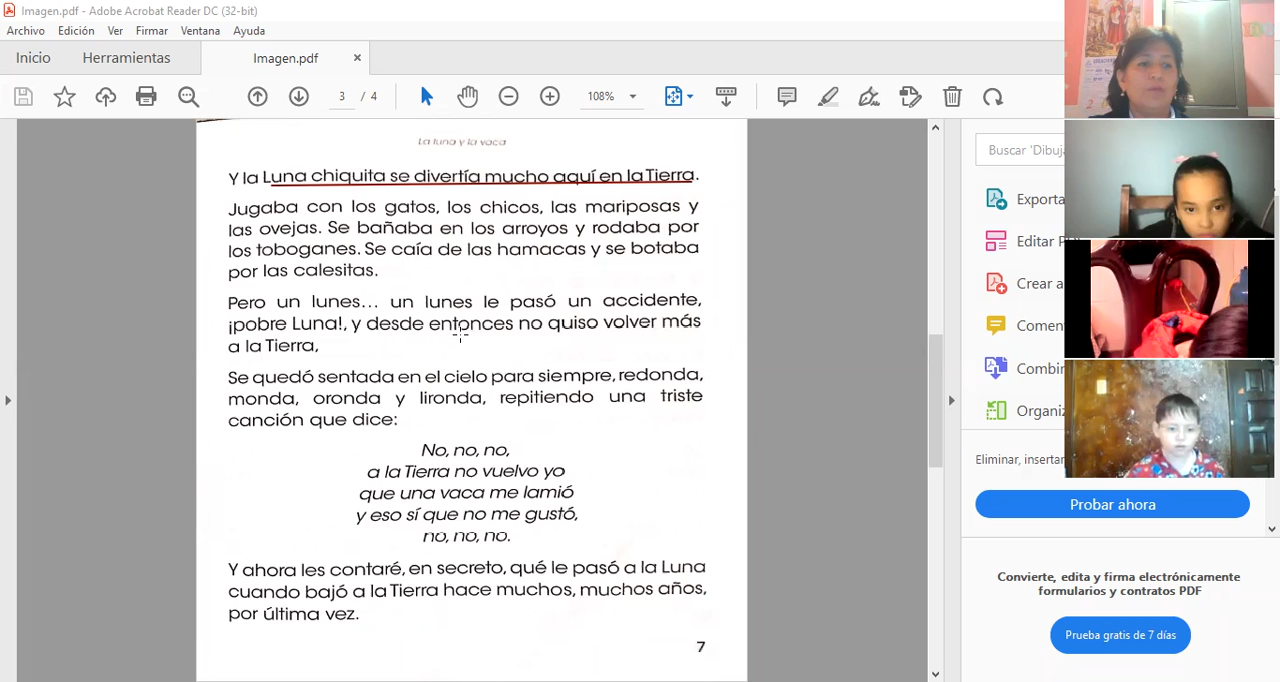 Imagen.pdf - Adobe Acrobat Reader DC (32-bit)
Archivo Edición Ver Firmar Ventana Ayuda
Inicio Herramientas Imagen.pdf ×
3 / 4 108%
La luna y la vaca
Y la Luna chiquita se divertía mucho aquí en la Tierra.
Jugaba con los gatos, los chicos, las mariposas y
las ovejas. Se bañaba en los arroyos y rodaba por
los toboganes. Se caía de las hamacas y se botaba
por las calesitas.
Pero un lunes... un lunes le pasó un accidente,
¡pobre Luna!, y desde entonces no quiso volver más
a la Tierra,
Se quedó sentada en el cielo para siempre, redonda,
monda, oronda y lironda, repitiendo una triste
canción que dice:
No, no, no,
a la Tierra no vuelvo yo
que una vaca me lamió
y eso sí que no me gustó,
no, no, no.
Y ahora les contaré, en secreto, qué le pasó a la Luna
cuando bajó a la Tierra hace muchos, muchos años,
por última vez.
7
Buscar 'Dibuj
Exporta
Editar P
Crear a
Comen
Combin
Organiz
Eliminar, insertar
Probar ahora
Convierte, edita y firma electrónicamente
formularios y contratos PDF
Prueba gratis de 7 días